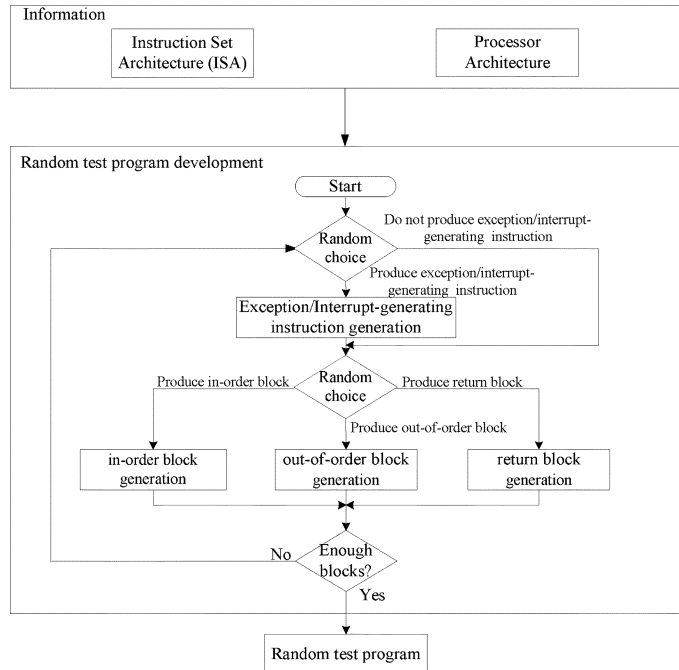 Information
Instruction Set
Architecture (ISA)
Processor
Architecture
Random test program development
Start
Random
choice
Do not produce exception/interrupt-
generating instruction
Produce exception/interrupt-
generating instruction
Exception/Interrupt-generating
instruction generation
Random
choice
Produce in-order block
Produce return block
Produce out-of-order block
in-order block
generation
out-of-order block
generation
return block
generation
Enough
blocks?
No
Yes
Random test program